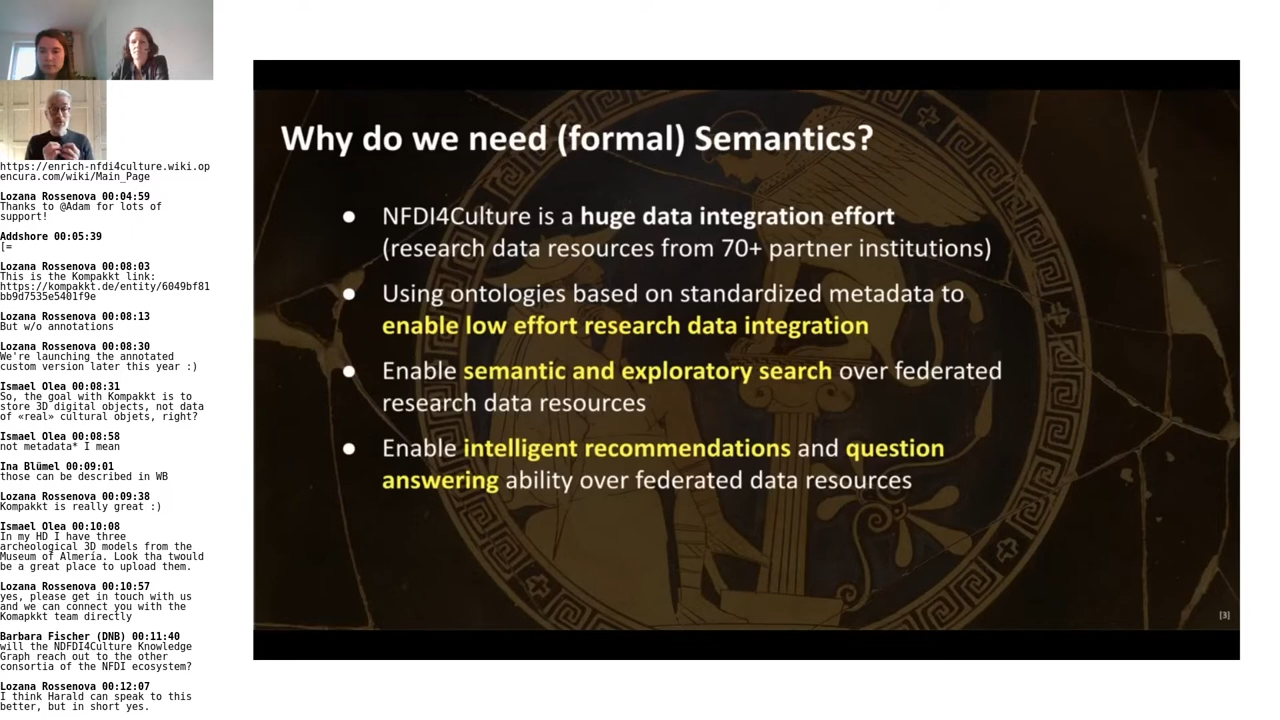 https://enrich-nfdi4culture.wiki.op
encura.com/wiki/Main_Page
Lozana Rossenova 00:04:59
Thanks to @Adam for lots of
support!
Addshore 00:05:39
[=
Lozana Rossenova 00:08:03
This is the Kompakkt link:
https://kompakkt.de/entity/6049bf81
bb9d7535e5401f9e
Lozana Rossenova 00:08:13
But w/o annotations
Lozana Rossenova 00:08:30
We're launching the annotated
custom version later this year :)
Ismael Olea 00:08:31
So, the goal with Kompakkt is to
store 3D digital objects, not data
of «real» cultural objets, right?
Ismael Olea 00:08:58
not metadata* I mean
Ina Blümel 00:09:01
those can be described in WB
Lozana Rossenova 00:09:38
Kompakkt is really great :)
Ismael Olea 00:10:08
In my HD I have three
archeological 3D models from the
Museum of Almería. Look tha twould
be a great place to upload them.
Lozana Rossenova 00:10:57
yes, please get in touch with us
and we can connect you with the
Komapkkt team directly
Barbara Fischer (DNB) 00:11:40
will the NDFDI4Culture Knowledge
Graph reach out to the other
consortia of the NFDI ecosystem?
Lozana Rossenova 00:12:07
I think Harald can speak to this
better, but in short yes.
Why do we need (formal) Semantics?
● NFDI4Culture is a huge data integration effort
(research data resources from 70+ partner institutions)
● Using ontologies based on standardized metadata to
enable low effort research data integration
● Enable semantic and exploratory search over federated
research data resources
● Enable intelligent recommendations and question
answering ability over federated data resources
[3]